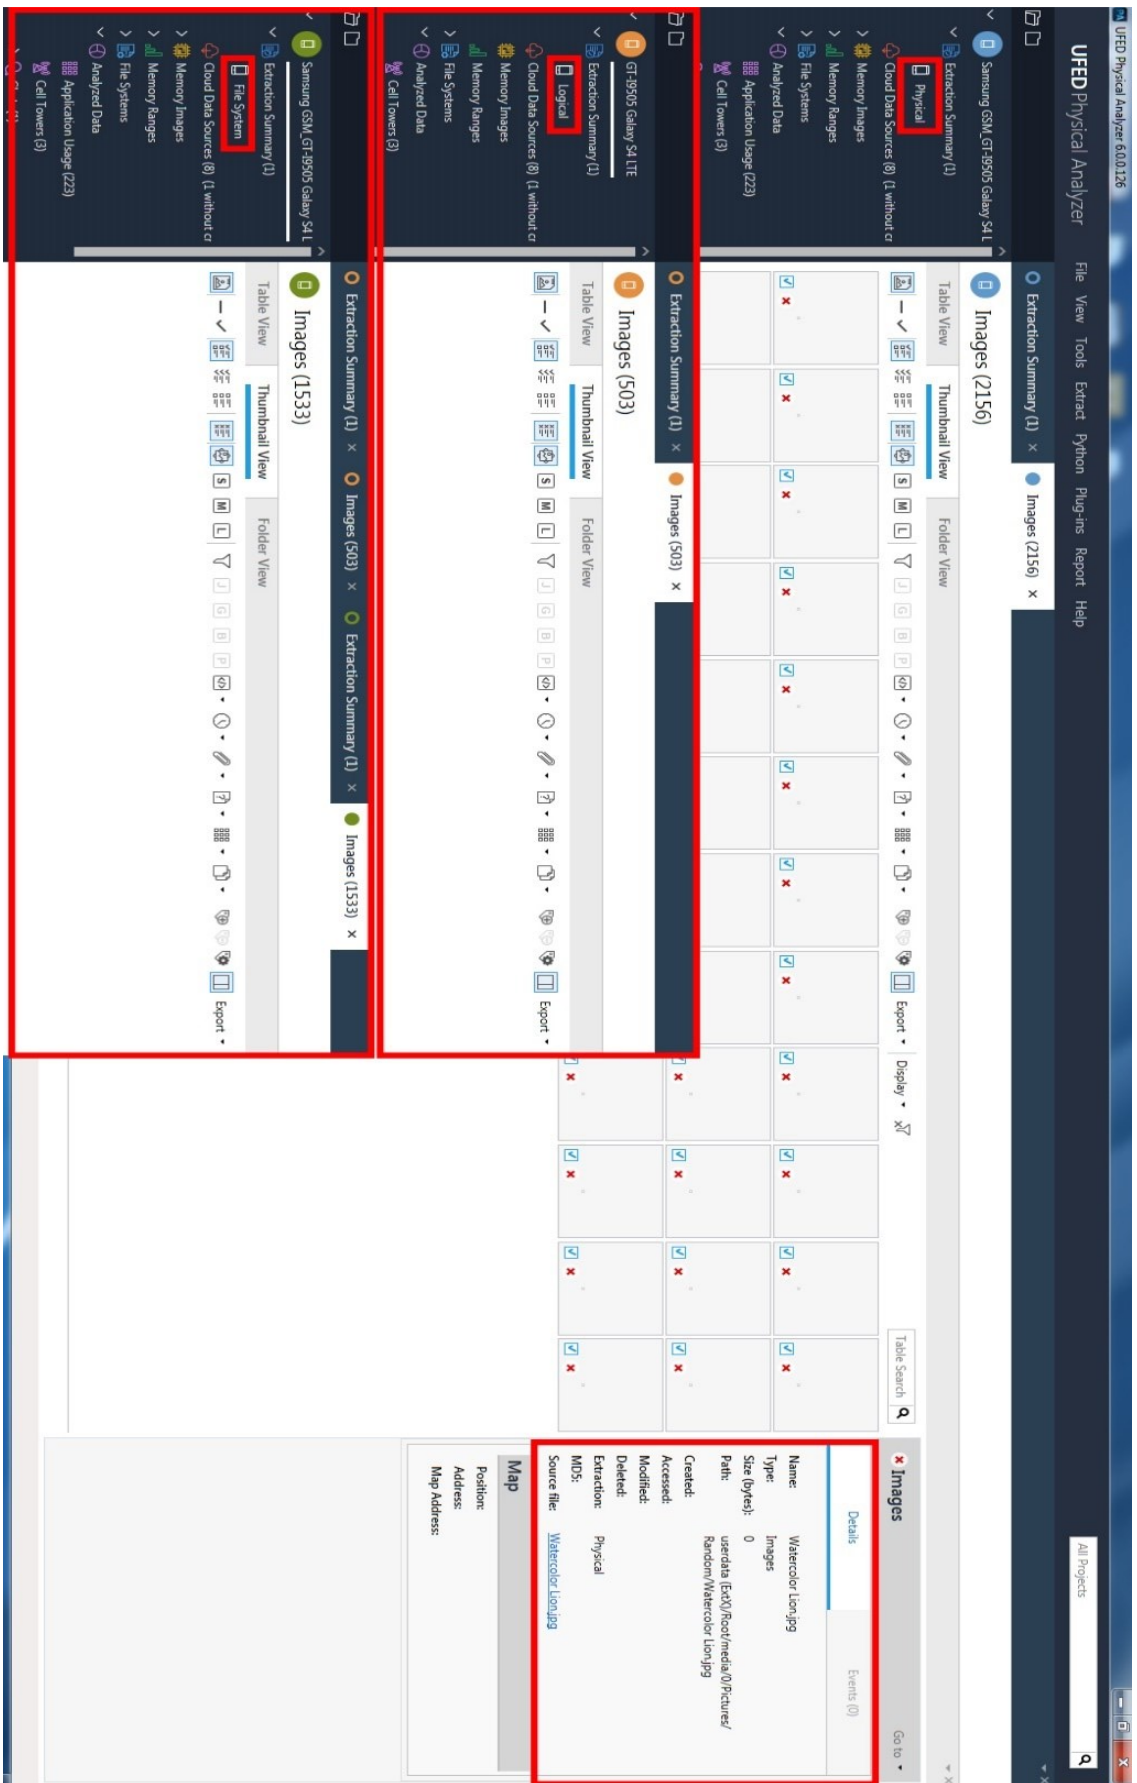 UFED Physical Analyzer 6.0.0.126
UFED Physical Analyzer File View Tools Extract Python Plug-ins Report Help
All Projects
Extraction Summary (1) × Images (2156) ×
Samsung GSM_GT-I9505 Galaxy S4 L
Extraction Summary (1)
Physical
Cloud Data Sources (8) (1 without cr
Memory Images
Memory Ranges
File Systems
Analyzed Data
Application Usage (223)
Cell Towers (3)
Images (2156)
Table View Thumbnail View Folder View
S M L J G B P Export Display
Table Search
Images Go to
Details Events (0)
Name: Watercolor Lion.jpg
Type: Images
Size (bytes): 0
Path: userdata (ExtX)/Root/media/0/Pictures/
Random/Watercolor Lion.jpg
Created:
Accessed:
Modified:
Deleted:
Extraction: Physical
MD5:
Source file: Watercolor Lion.jpg
Map
Position:
Address:
Map Address:
Extraction Summary (1) × Images (503) ×
GT-I9505 Galaxy S4 LTE
Extraction Summary (1)
Logical
Cloud Data Sources (8) (1 without cr
Memory Images
Memory Ranges
File Systems
Analyzed Data
Cell Towers (3)
Images (503)
Table View Thumbnail View Folder View
S M L J G B P Export
Extraction Summary (1) × Images (503) × Extraction Summary (1) × Images (1533) ×
Samsung GSM_GT-I9505 Galaxy S4 L
Extraction Summary (1)
File System
Cloud Data Sources (8) (1 without cr
Memory Images
Memory Ranges
File Systems
Analyzed Data
Application Usage (223)
Cell Towers (3)
Images (1533)
Table View Thumbnail View Folder View
S M L J G B P Export